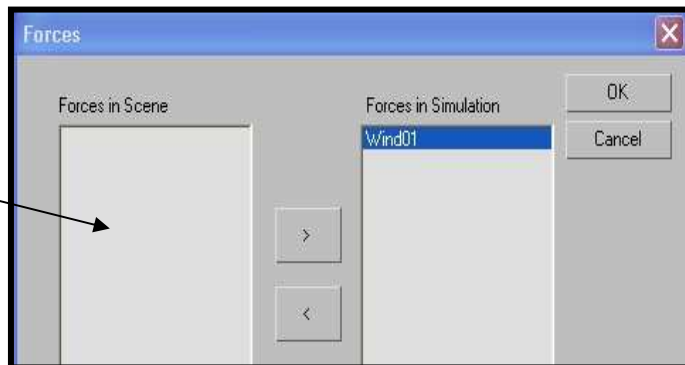 Forces
Forces in Scene
Forces in Simulation
OK
Wind01
Cancel
>
<